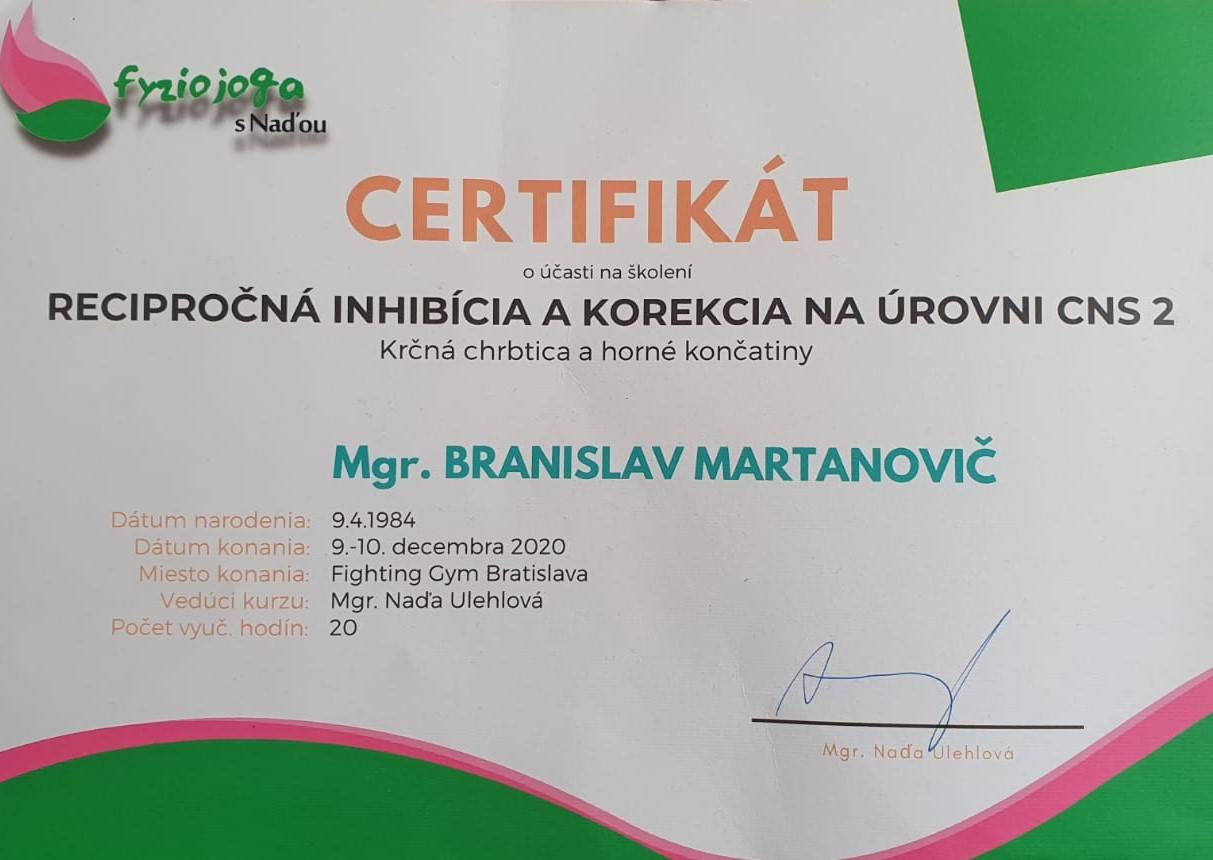 fyziojoga
s Naďou
CERTIFIKÁT
o účasti na školení
RECIPROČNÁ INHIBÍCIA A KOREKCIA NA ÚROVNI CNS 2
Krčná chrbtica a horné končatiny
Mgr. BRANISLAV MARTANOVIČ
Dátum narodenia: 9.4.1984
Dátum konania: 9.-10. decembra 2020
Miesto konania: Fighting Gym Bratislava
Vedúci kurzu: Mgr. Naďa Ulehlová
Počet vyuč. hodín: 20
Mgr. Naďa Ulehlová